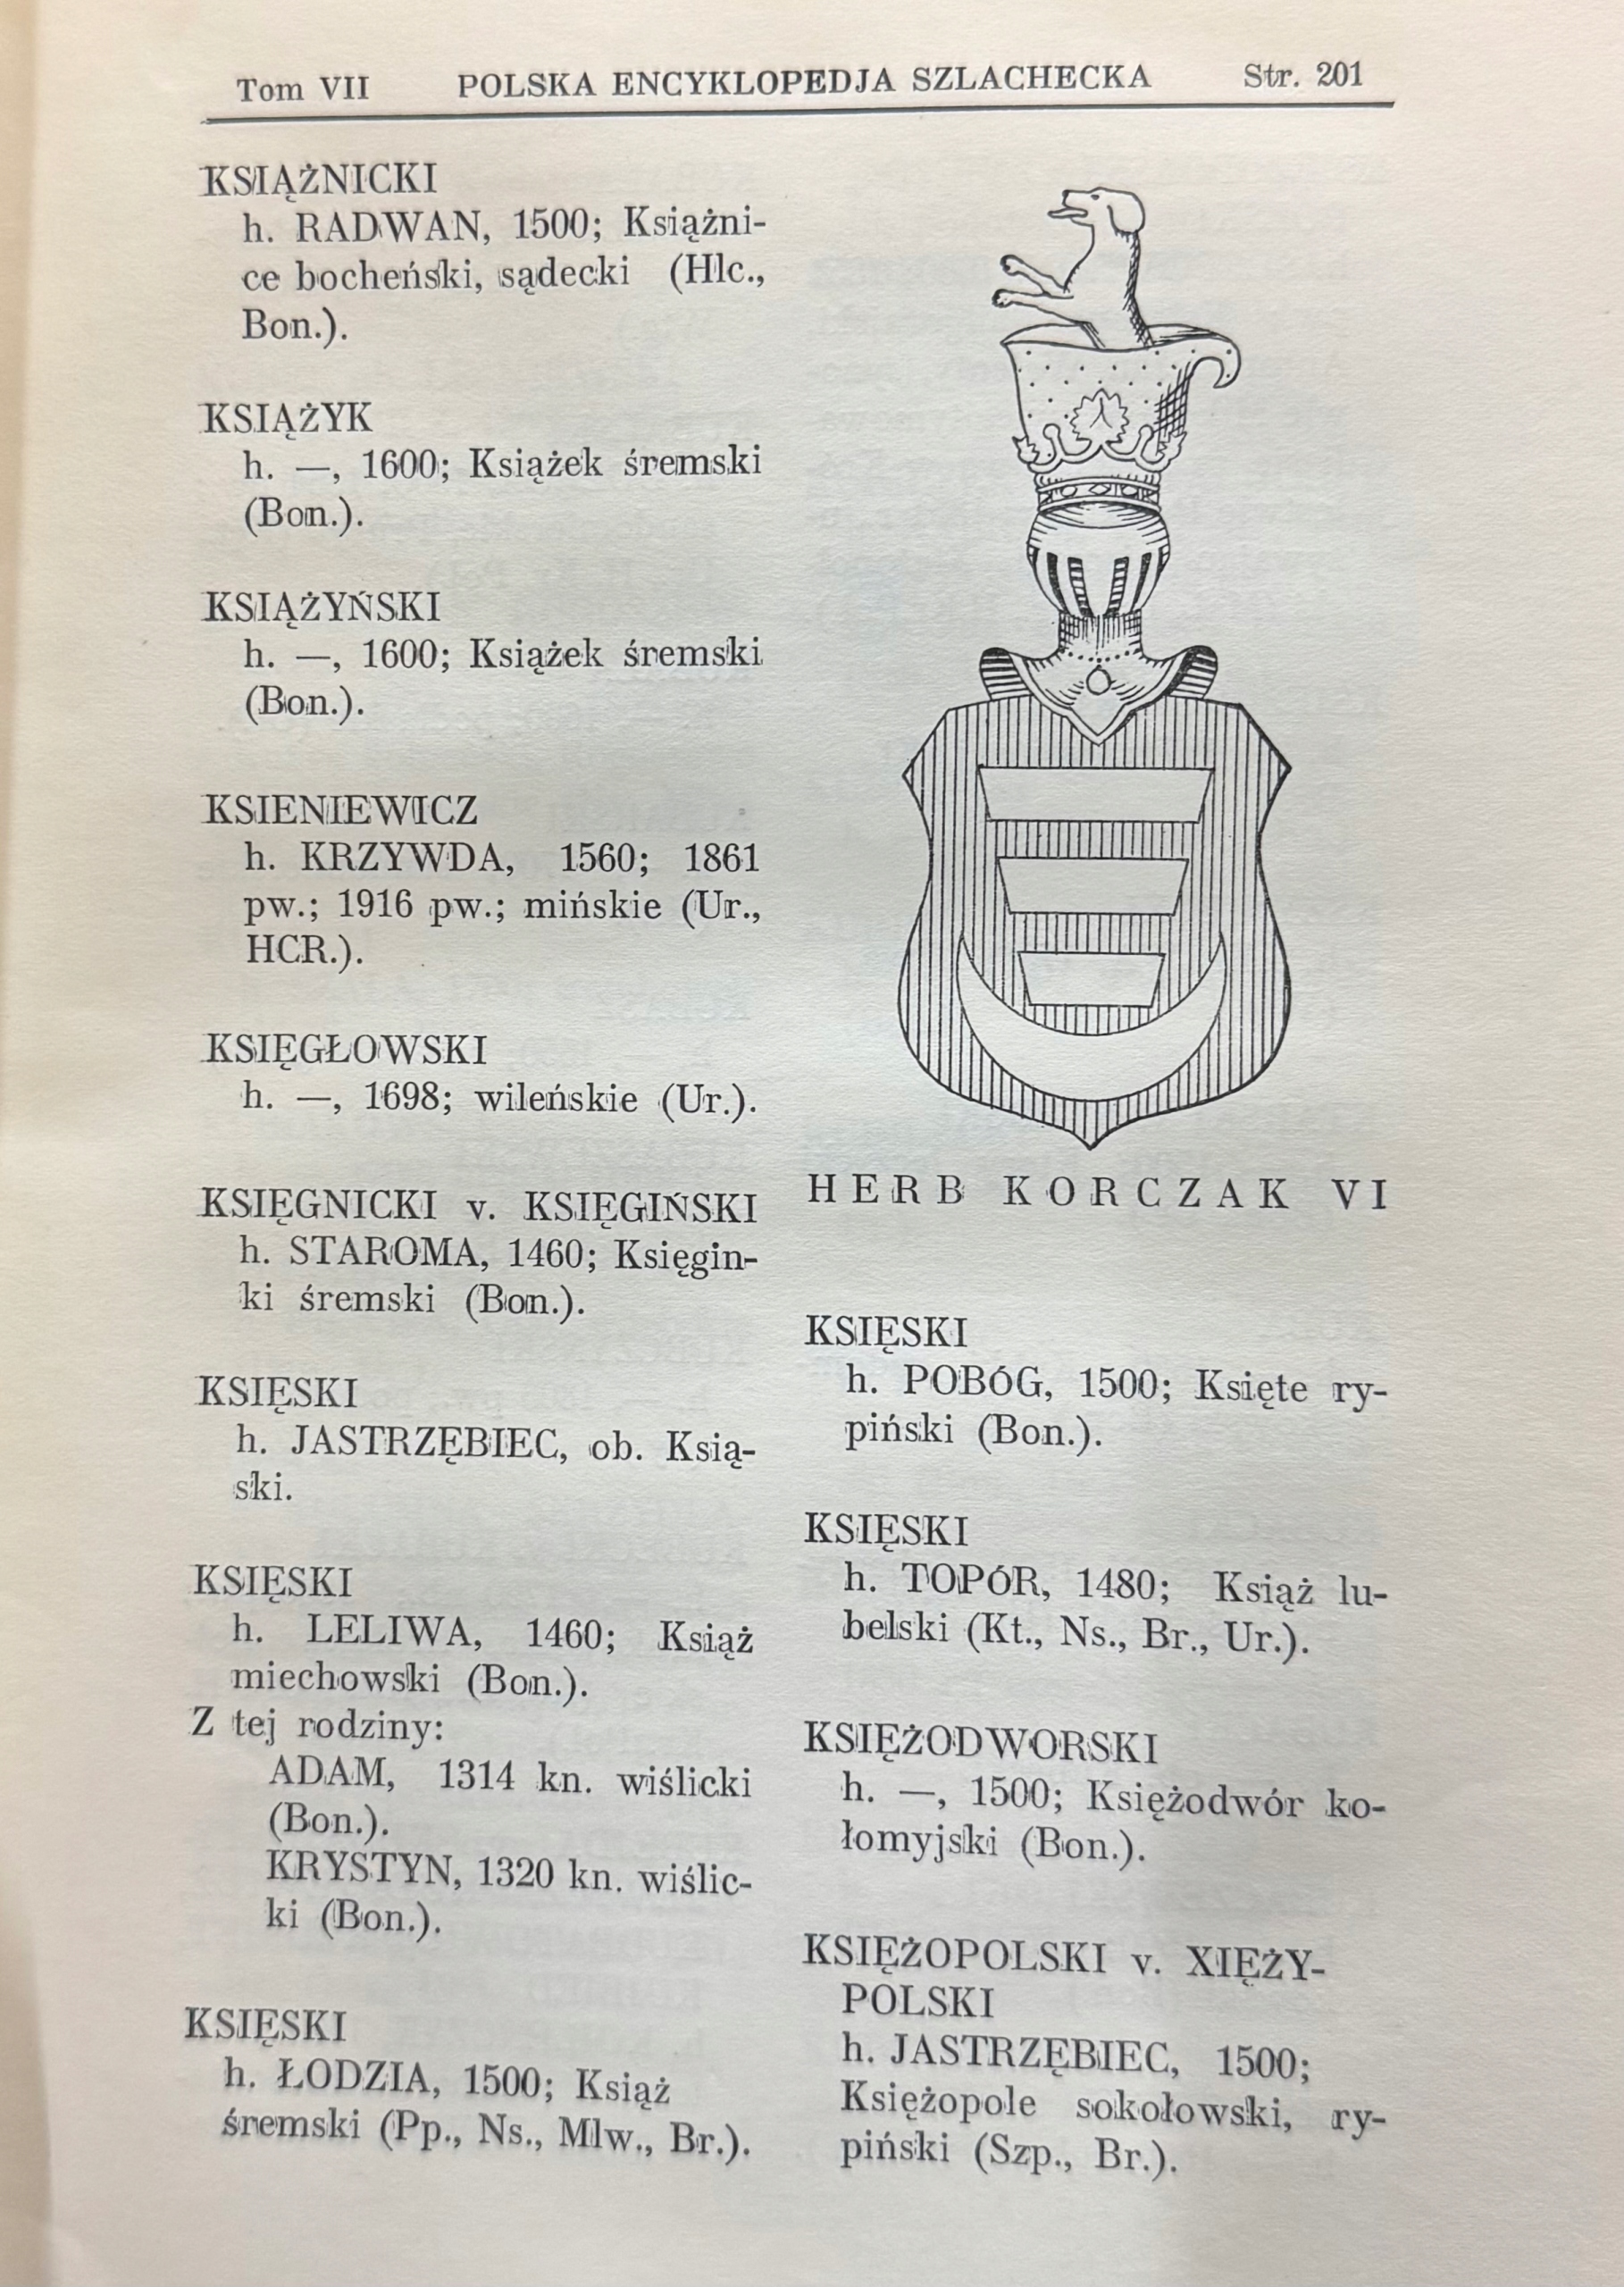 Tom VII POLSKA ENCYKLOPEDJA SZLACHECKA Str. 201
KSIĄŻNICKI
h. RADWAN, 1500; Książni-
ce bocheński, sądecki (Hlc.,
Bon.).
KSIĄŻYK
h. —, 1600; Książek śremski
(Bon.).
KSIĄŻYŃSKI
h. —, 1600; Książek śremski
(Bon.).
KSIENIEWICZ
h. KRZYWDA, 1560; 1861
pw.; 1916 pw.; mińskie (Ur.,
HCR.).
KSIĘGŁOWSKI
h. —, 1698; wileńskie (Ur.).
KSIĘGNICKI v. KSIĘGIŃSKI
h. STAROMA, 1460; Księgin-
ki śremski (Bon.).
KSIĘSKI
h. JASTRZĘBIEC, ob. Ksią-
ski.
KSIĘSKI
h. LELIWA, 1460; Książ
miechowski (Bon.).
Z tej rodziny:
ADAM, 1314 kn. wiślicki
(Bon.).
KRYSTYN, 1320 kn. wiślic-
ki (Bon.).
KSIĘSKI
h. ŁODZIA, 1500; Książ
śremski (Pp., Ns., Mlw., Br.).
HERB KORCZAK VI
KSIĘSKI
h. POBÓG, 1500; Księte ry-
piński (Bon.).
KSIĘSKI
h. TOPÓR, 1480; Książ lu-
belski (Kt., Ns., Br., Ur.).
KSIĘŻODWORSKI
h. —, 1500; Księżodwór ko-
łomyjski (Bon.).
KSIĘŻOPOLSKI v. XIĘŻY-
POLSKI
h. JASTRZĘBIEC, 1500;
Księżopole sokołowski, ry-
piński (Szp., Br.).